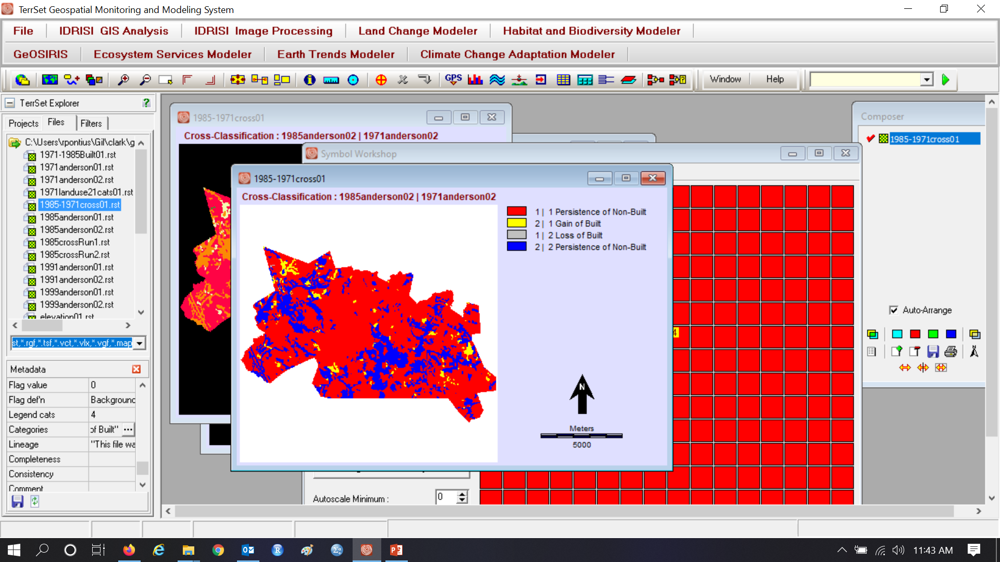 TerrSet Geospatial Monitoring and Modeling System
File IDRISI GIS Analysis IDRISI Image Processing Land Change Modeler Habitat and Biodiversity Modeler
GeOSIRIS Ecosystem Services Modeler Earth Trends Modeler Climate Change Adaptation Modeler
GPS Window Help
TerrSet Explorer ?
Projects Files Filters
C:\Users\rpontius\Gil\clark\g
1971-1985Built01.rst
1971anderson01.rst
1971anderson02.rst
1971landuse21cats01.rst
1985-1971cross01.rst
1985anderson01.rst
1985anderson02.rst
1985crossRun1.rst
1985crossRun2.rst
1991anderson01.rst
1991anderson02.rst
1999anderson01.rst
1999anderson02.rst
elevation01.rst
st,*.rgf,*.tsf,*.vct,*.vlx,*.vgf,*.map
Metadata
Flag value 0
Flag def'n Background
Legend cats 4
Categories of Built" ...
Lineage "This file wa
Completeness
Consistency
Comment
1985-1971cross01
Cross-Classification : 1985anderson02 | 1971anderson02
Symbol Workshop
1985-1971cross01
Cross-Classification : 1985anderson02 | 1971anderson02
1 | 1 Persistence of Non-Built
2 | 1 Gain of Built
1 | 2 Loss of Built
2 | 2 Persistence of Non-Built
N
Meters
5000
4
Autoscale Minimum : 0
Composer
1985-1971cross01
Auto-Arrange
11:43 AM